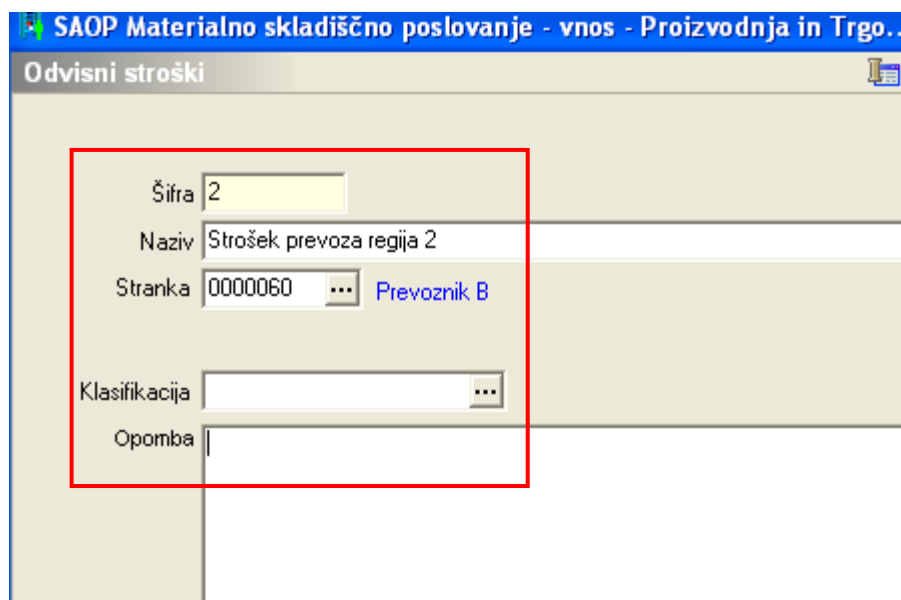 SAOP Materialno skladiščno poslovanje - vnos - Proizvodnja in Trgo..
Odvisni stroški
Šifra 2
Naziv Strošek prevoza regija 2
Stranka 0000060 ... Prevoznik B
Klasifikacija ...
Opomba